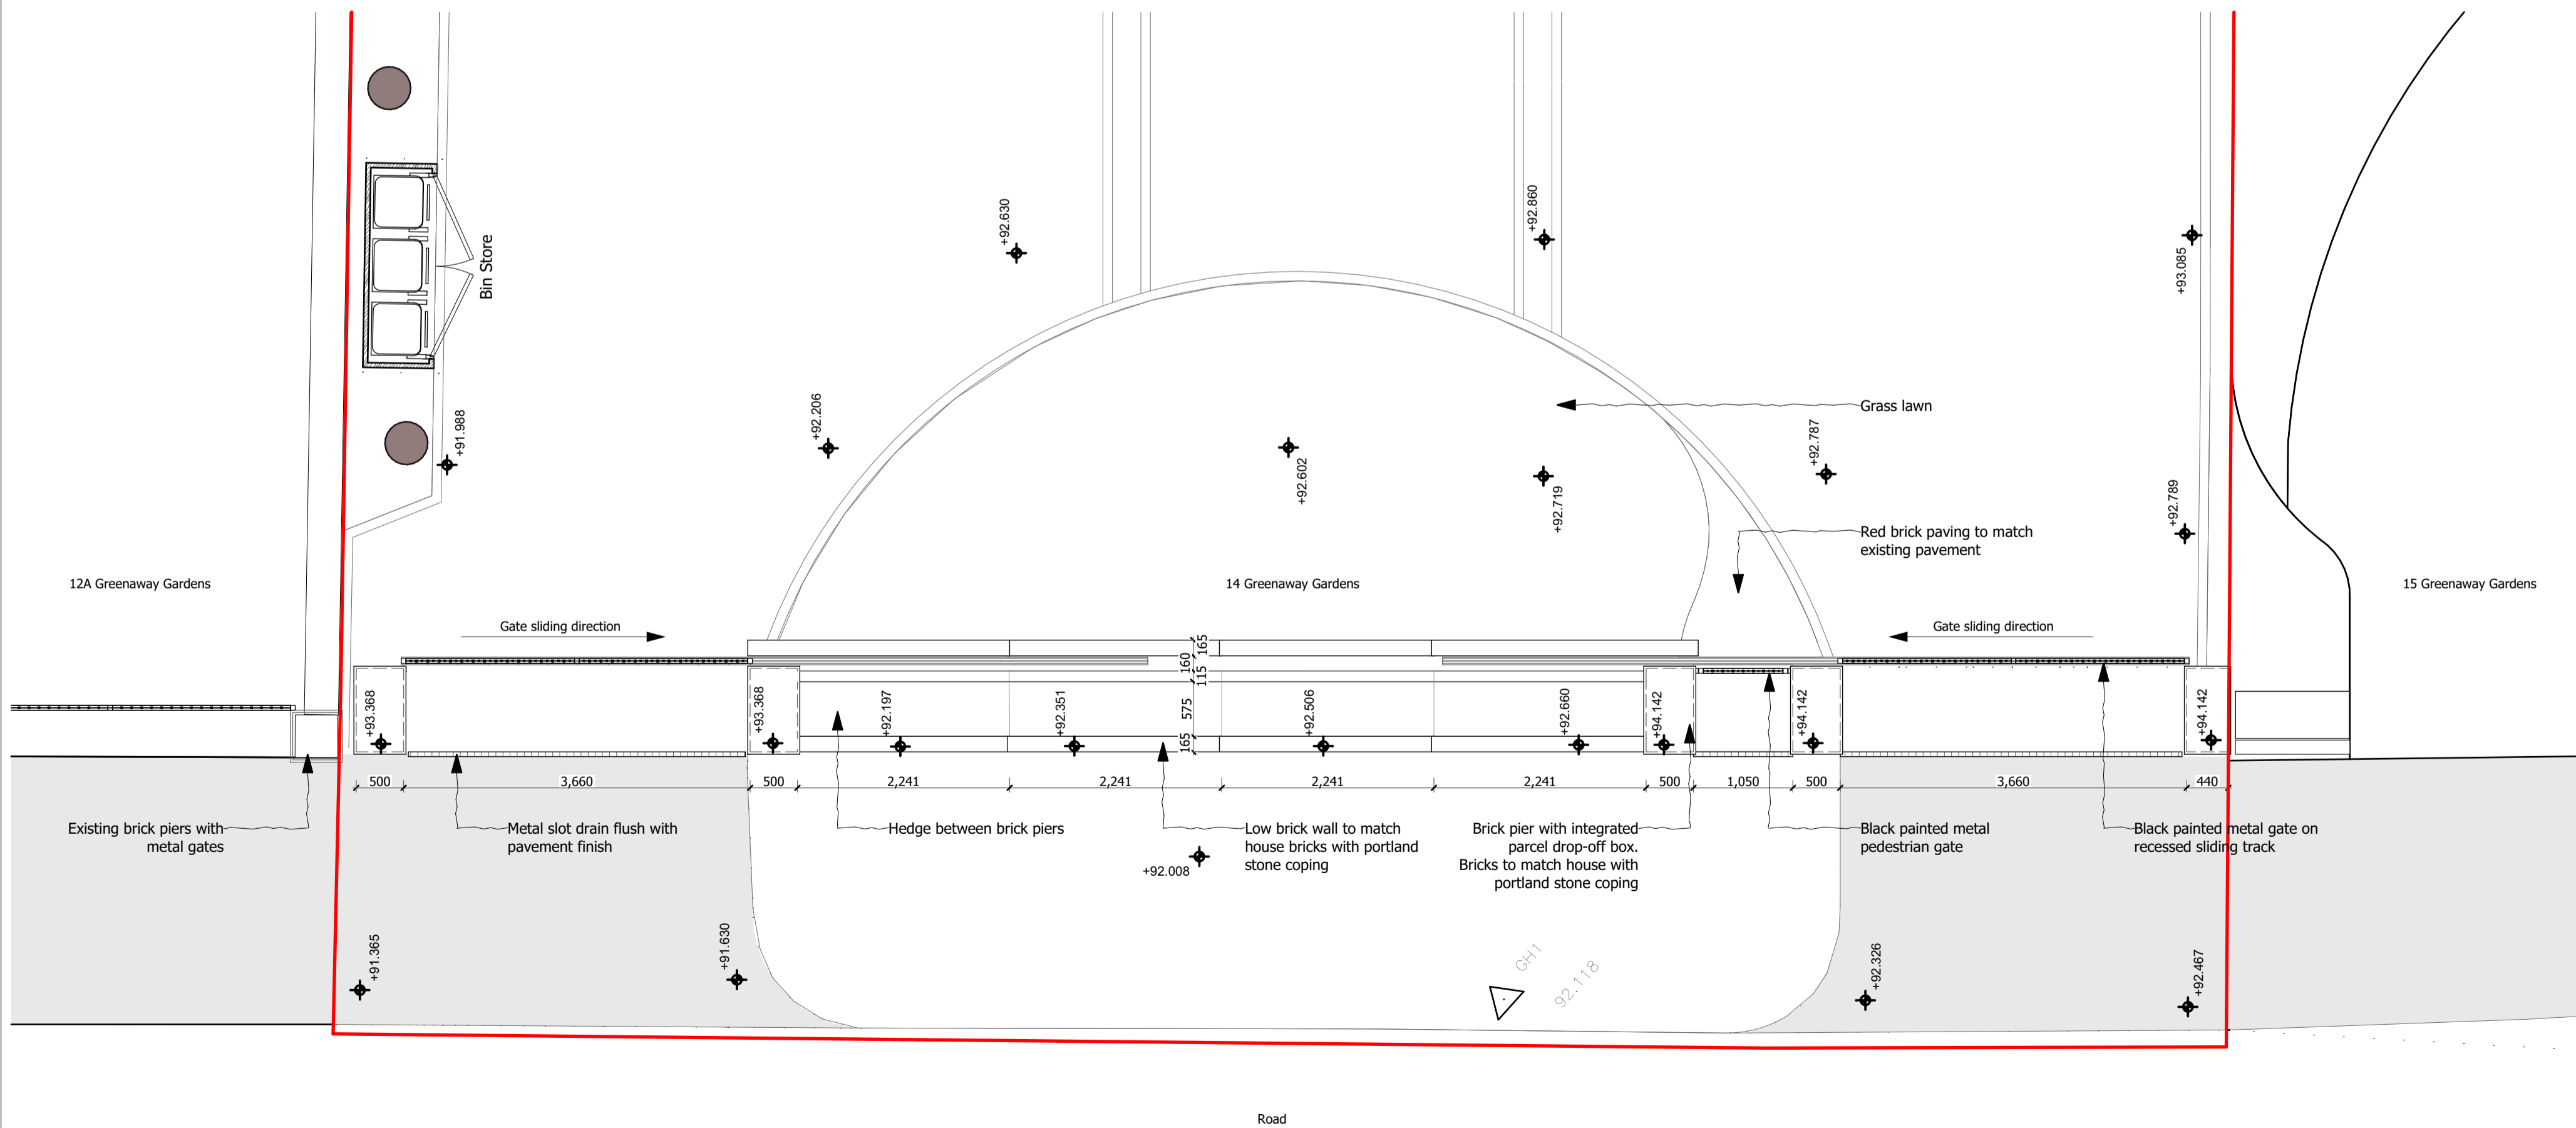 +92.630
+92.860
+93.085
Bin Store
+91.988
+92.206
+92.602
+92.719
Grass lawn
+92.787
+92.789
Red brick paving to match
existing pavement
12A Greenaway Gardens
14 Greenaway Gardens
15 Greenaway Gardens
Gate sliding direction
Gate sliding direction
165
160
115
575
165
+93.368
+93.368
+92.197
+92.351
+92.506
+92.660
+94.142
+94.142
+94.142
500
3,660
500
2,241
2,241
2,241
2,241
500
1,050
500
3,660
440
Existing brick piers with
metal gates
Metal slot drain flush with
pavement finish
Hedge between brick piers
Low brick wall to match
house bricks with portland
stone coping
Brick pier with integrated
parcel drop-off box.
Bricks to match house with
portland stone coping
Black painted metal
pedestrian gate
Black painted metal gate on
recessed sliding track
+92.008
+91.365
+91.630
GH1
92.118
+92.326
+92.467
Road